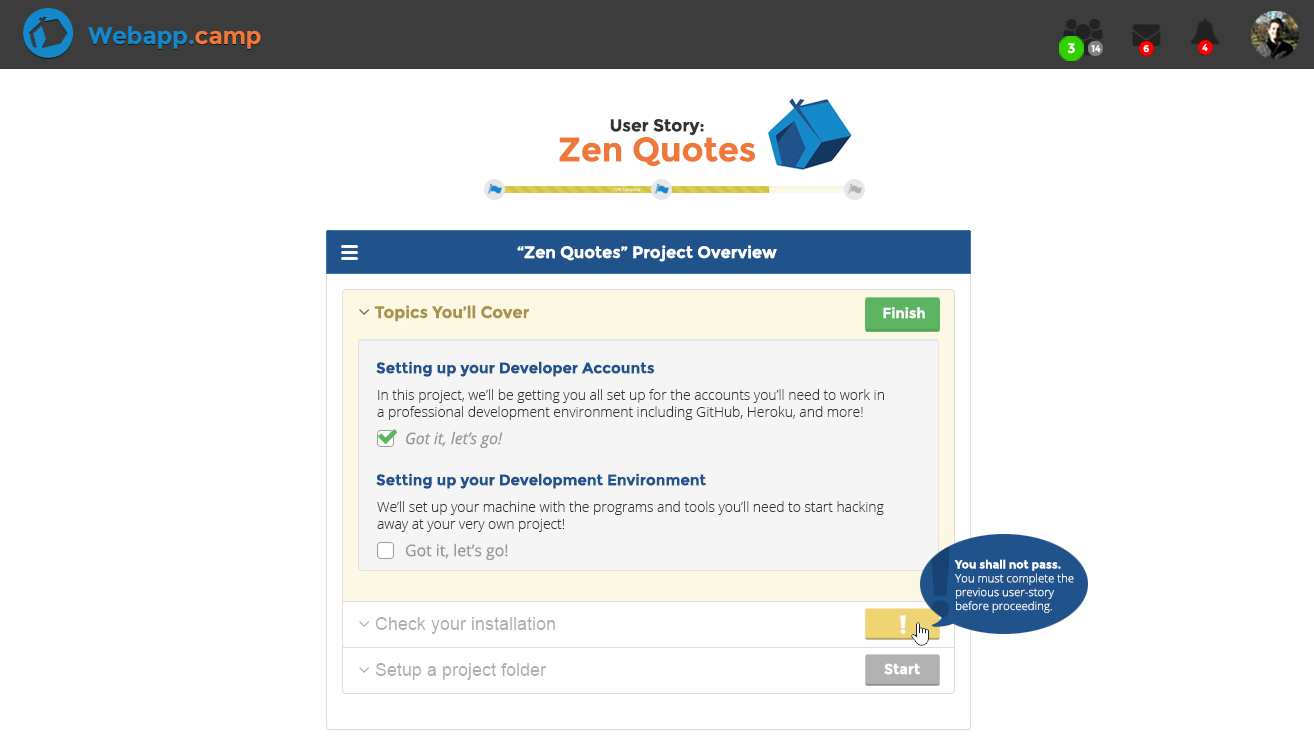 Webapp.camp
3
14
6
4
User Story:
Zen Quotes
“Zen Quotes” Project Overview
Topics You’ll Cover
Finish
Setting up your Developer Accounts
In this project, we’ll be getting you all set up for the accounts you’ll need to work in
a professional development environment including GitHub, Heroku, and more!
Got it, let’s go!
Setting up your Development Environment
We’ll set up your machine with the programs and tools you’ll need to start hacking
away at your very own project!
Got it, let’s go!
You shall not pass.
You must complete the
previous user-story
before proceeding.
Check your installation
!
Setup a project folder
Start